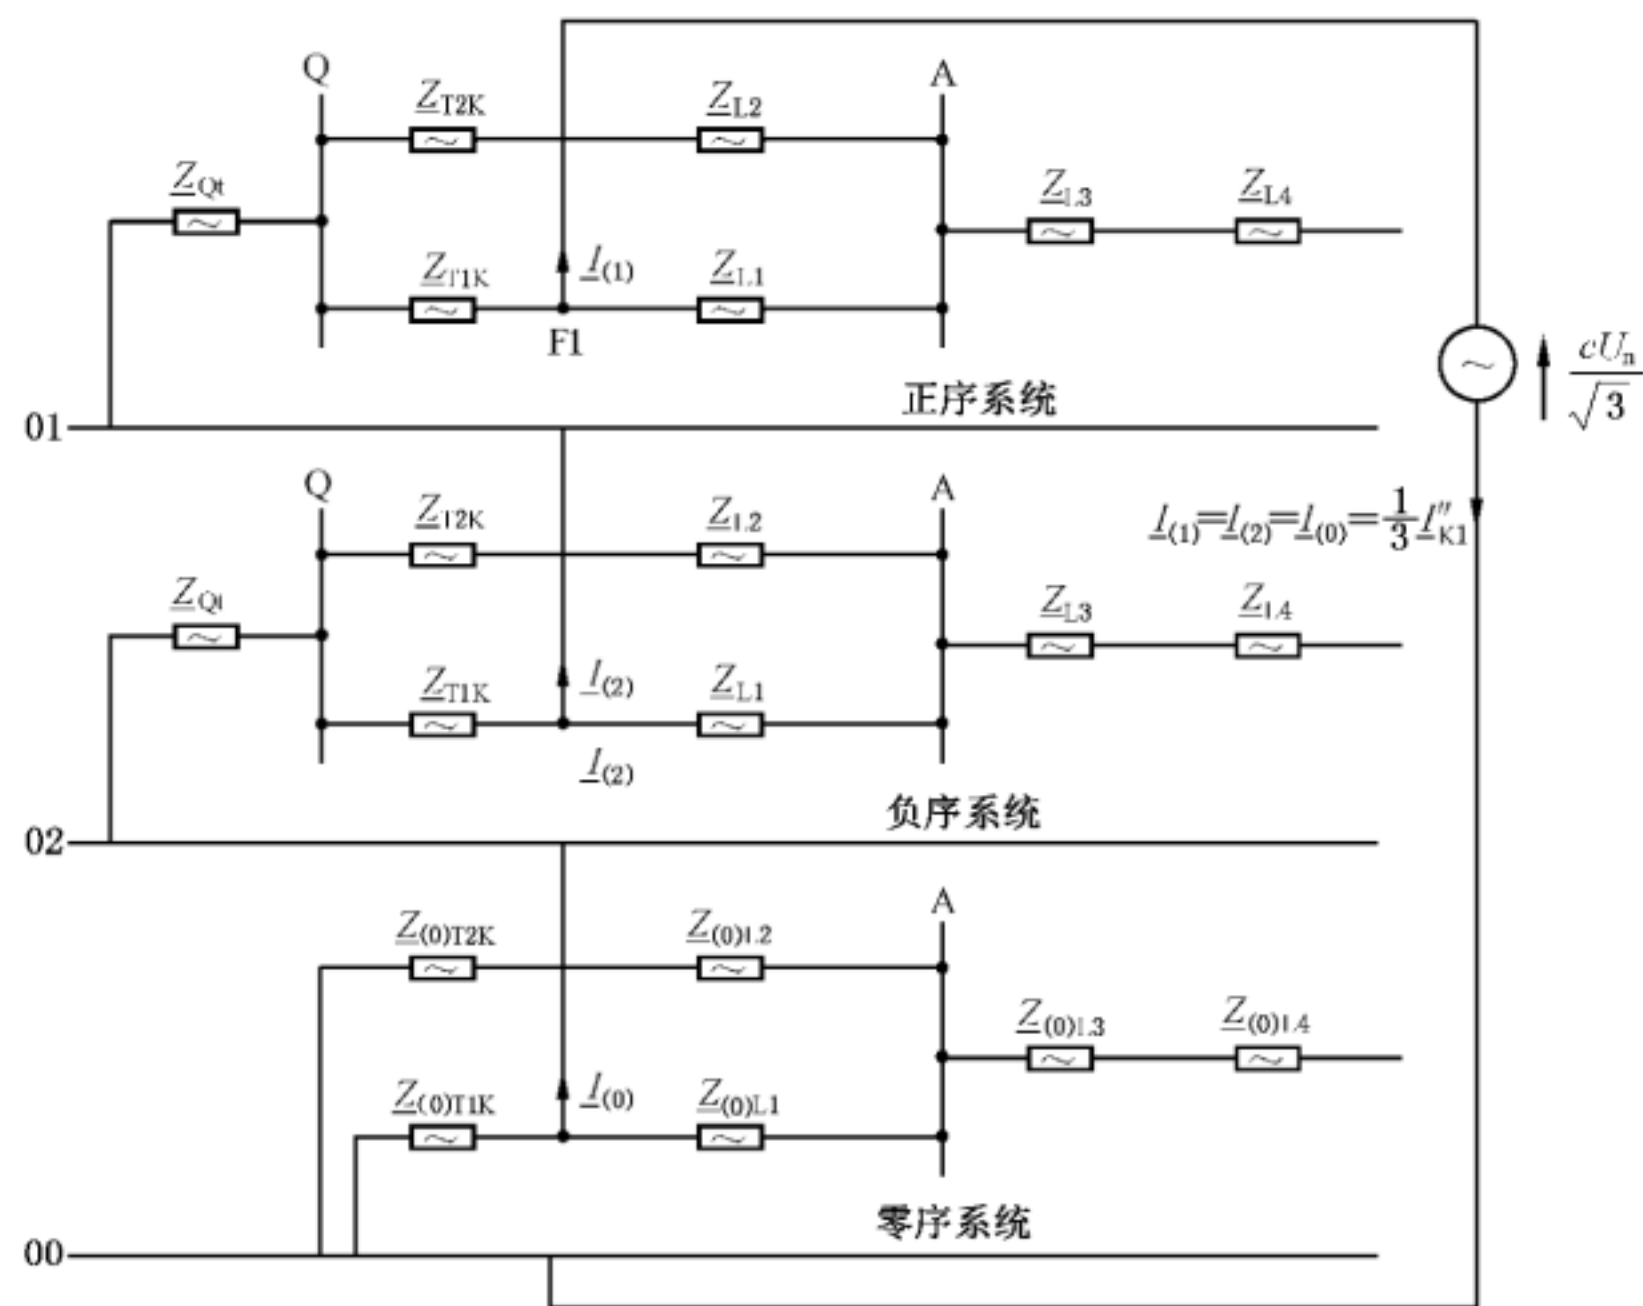 Q
A
Z_T2K
Z_L2
Z_Qt
Z_L3
Z_L4
Z_T1K
I_(1)
Z_L1
F1
cU_n/√3
正序系统
01
Q
A
Z_T2K
Z_L2
I_(1)=I_(2)=I_(0)=1/3 I″_K1
Z_Qt
Z_L3
Z_L4
Z_T1K
I_(2)
Z_L1
I_(2)
负序系统
02
A
Z_(0)T2K
Z_(0)L2
Z_(0)L3
Z_(0)L4
Z_(0)T1K
I_(0)
Z_(0)L1
零序系统
00